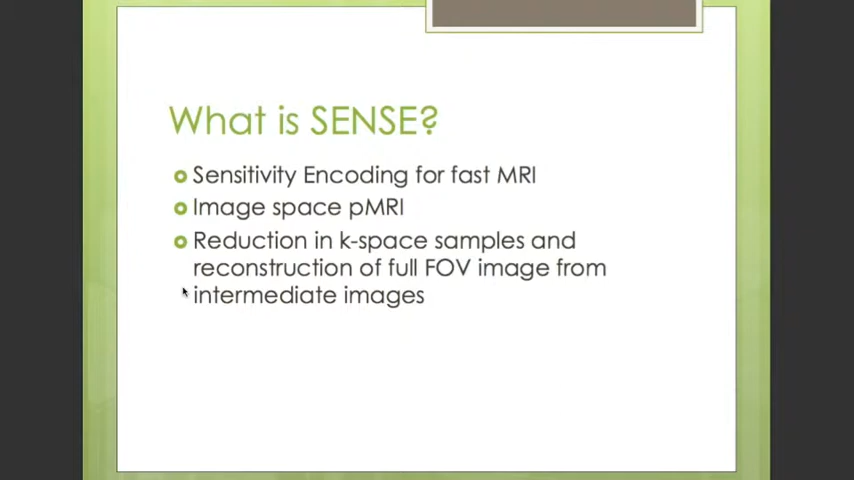 What is SENSE?
Sensitivity Encoding for fast MRI
Image space pMRI
Reduction in k-space samples and
reconstruction of full FOV image from
intermediate images